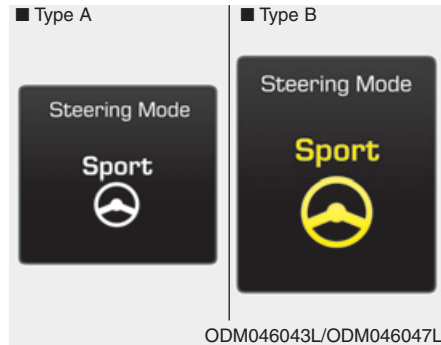 ■ Type A
■ Type B
Steering Mode
Sport
Steering Mode
Sport
ODM046043L/ODM046047L